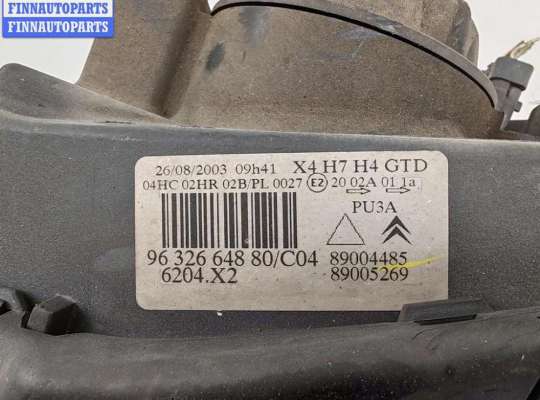 FINNAUTOPARTS
FINNAUTOPARTS
26/08/2003 09h41 X4 H7 H4 GTD
04HC 02HR 02B/PL 0027 E2 20 02A 01 1a
PU3A
96 326 648 80/C04 89004485
6204.X2 89005269